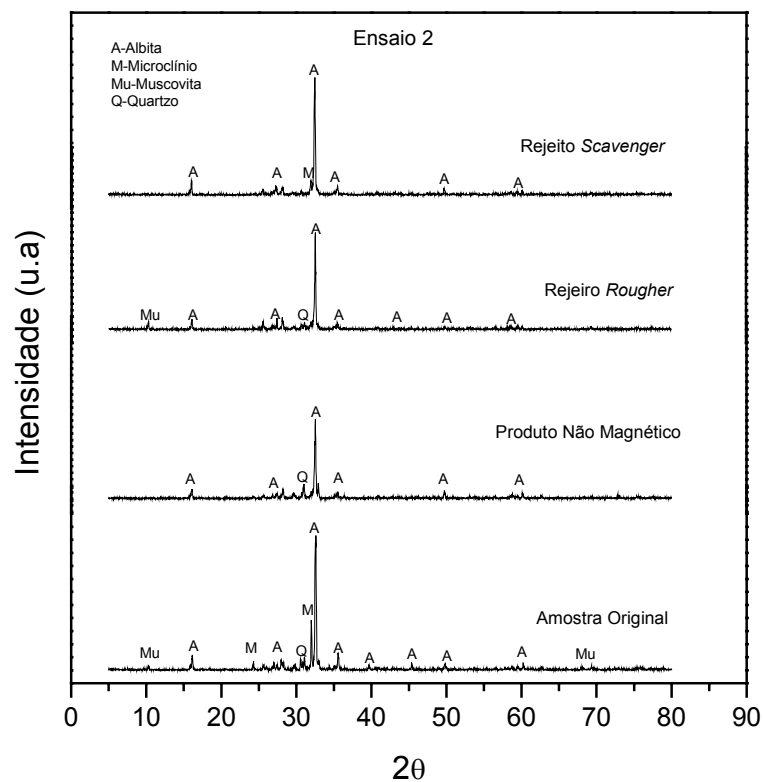 Ensaio 2
A-Albita
M-Microclínio
Mu-Muscovita
Q-Quartzo
A
Rejeito Scavenger
A A M A A A
A
Rejeiro Rougher
Mu A A Q A A A A
A
Produto Não Magnético
A A Q A A A
A
M
Amostra Original
Mu A M A Q A A A A A Mu
0 10 20 30 40 50 60 70 80 90
2θ
Intensidade (u.a)